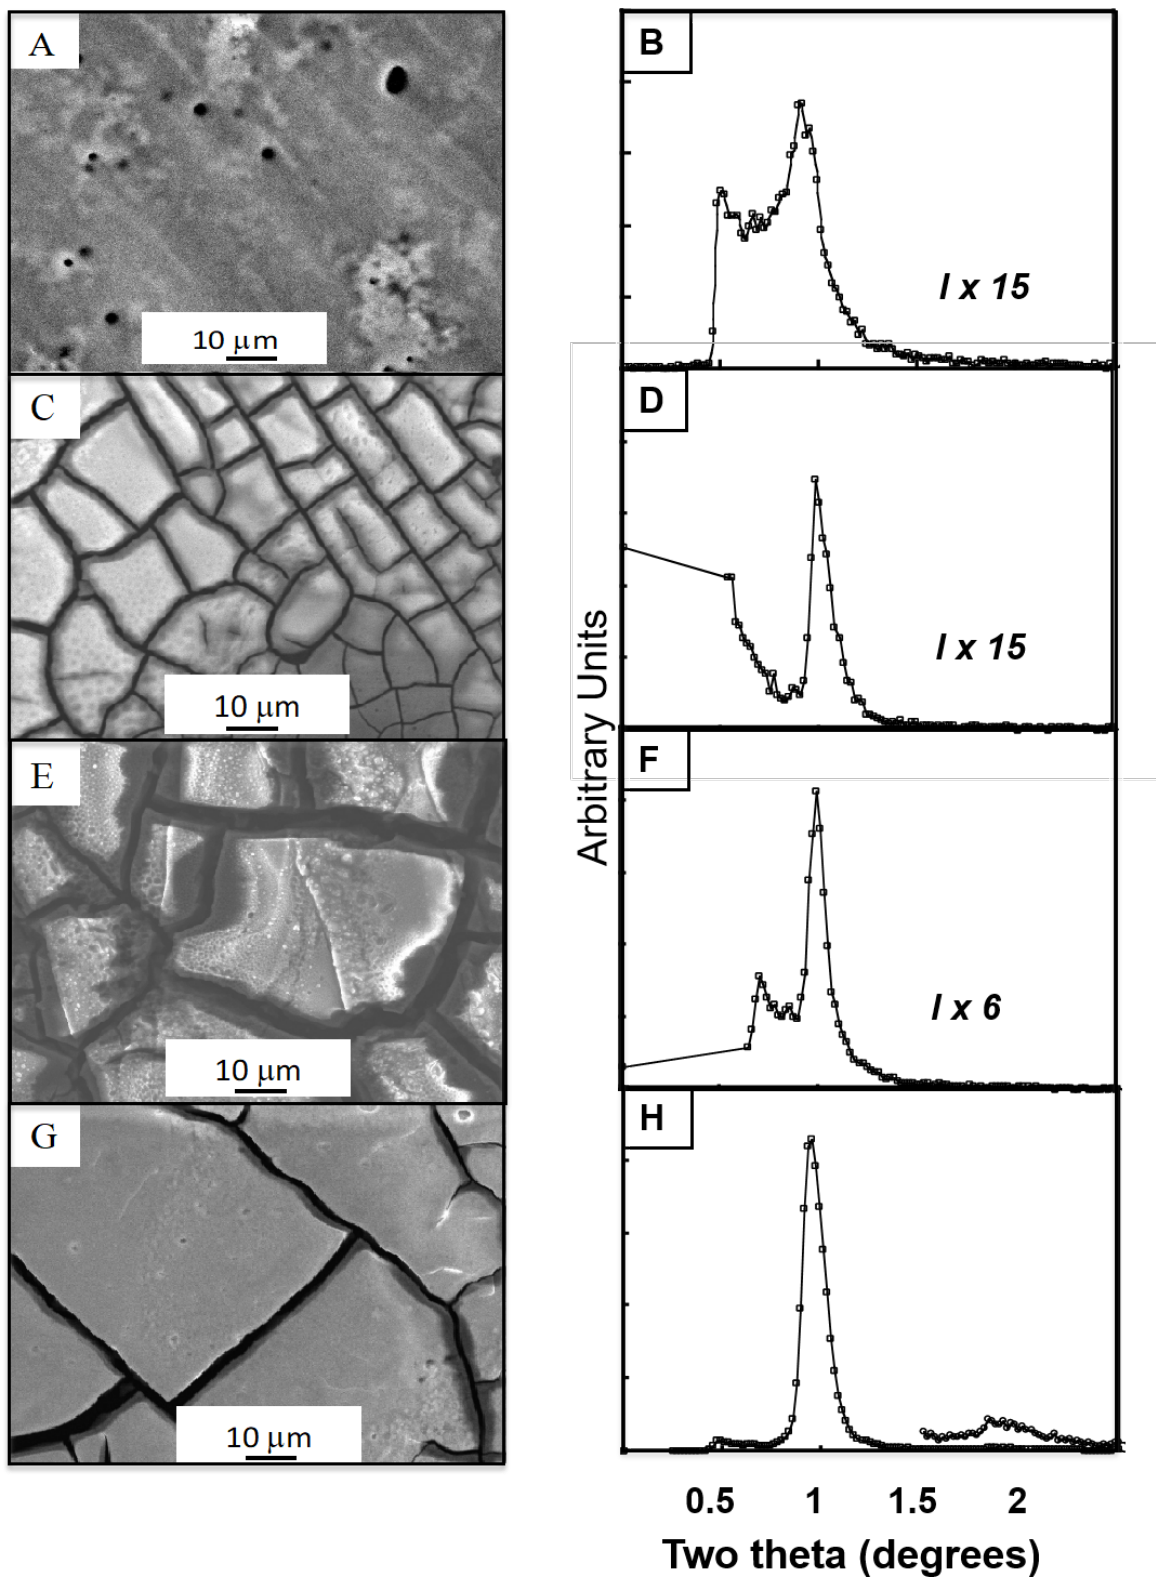 A
10 μm
B
I x 15
C
10 μm
D
I x 15
E
10 μm
F
I x 6
G
10 μm
H
Arbitrary Units
0.5 1 1.5 2
Two theta (degrees)